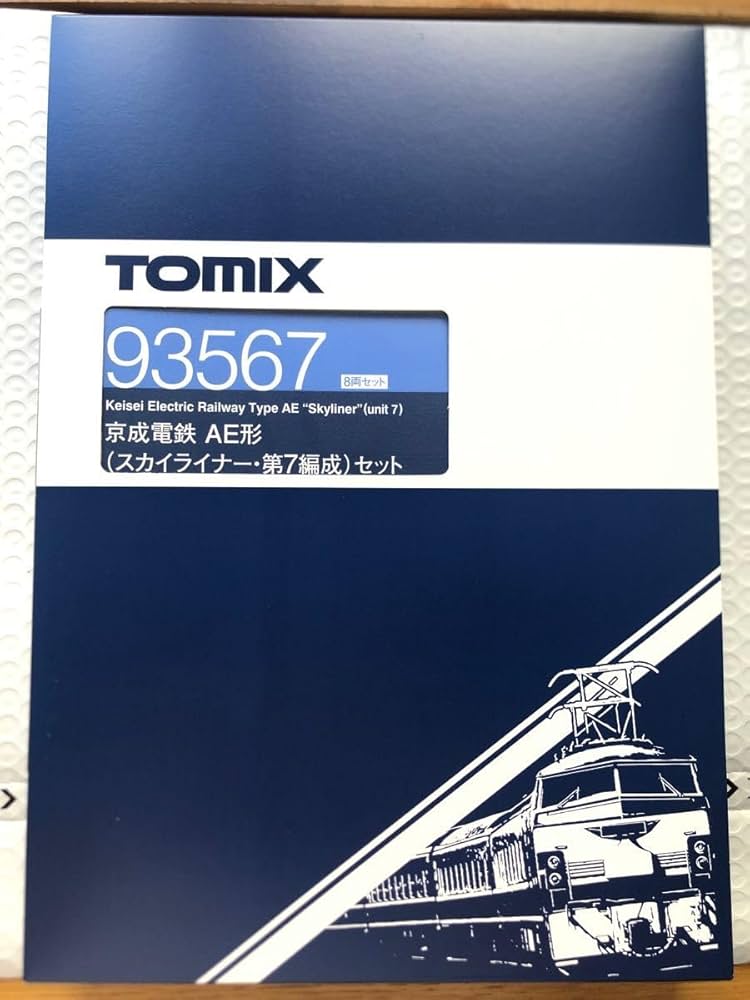 TOMIX
93567
8両セット
Keisei Electric Railway Type AE "Skyliner"(unit 7)
京成電鉄 AE形
(スカイライナー・第7編成)セット